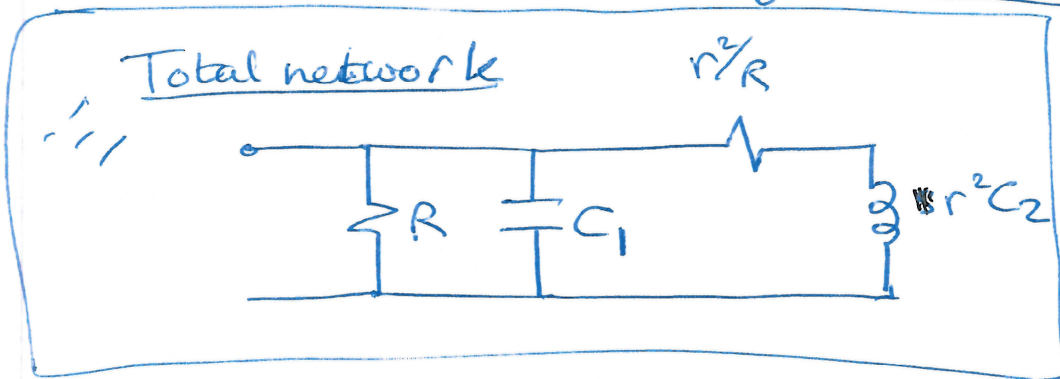 Total network
r²/R
R
C₁
r²C₂